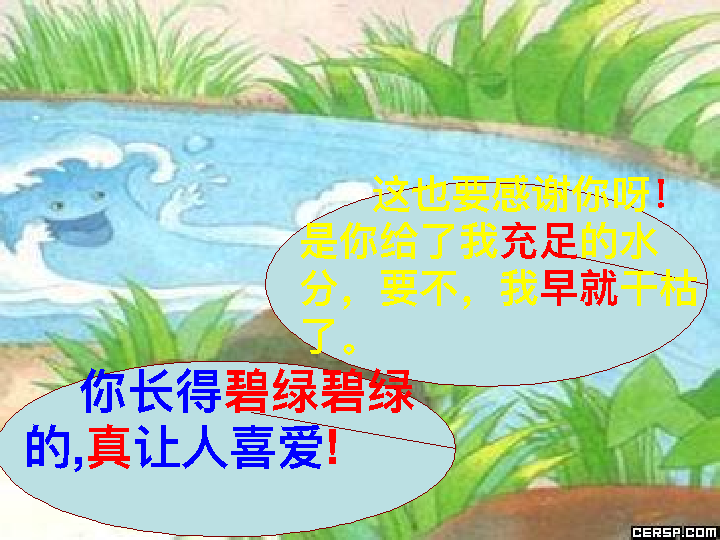 这也要感谢你呀!
是你给了我充足的水
分，要不，我早就干枯
了。
你长得碧绿碧绿
的,真让人喜爱!
CERSP.COM